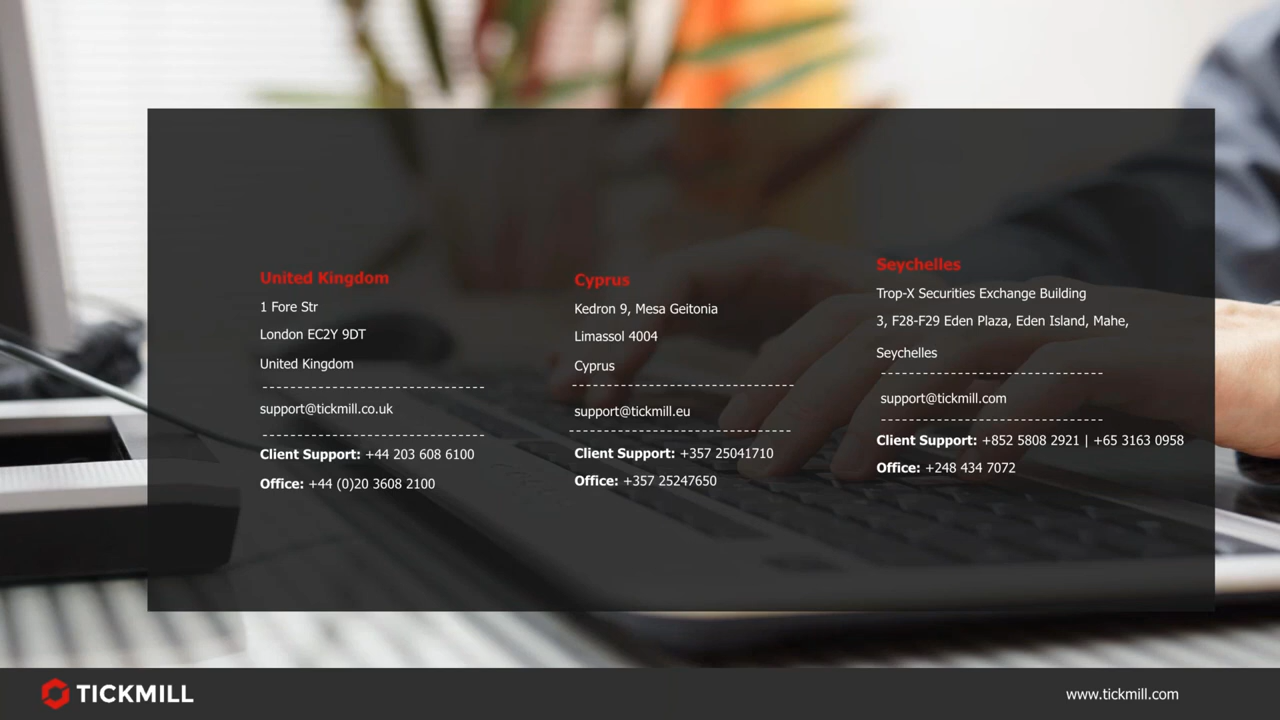 United Kingdom
1 Fore Str
London EC2Y 9DT
United Kingdom
support@tickmill.co.uk
Client Support: +44 203 608 6100
Office: +44 (0)20 3608 2100
Cyprus
Kedron 9, Mesa Geitonia
Limassol 4004
Cyprus
support@tickmill.eu
Client Support: +357 25041710
Office: +357 25247650
Seychelles
Trop-X Securities Exchange Building
3, F28-F29 Eden Plaza, Eden Island, Mahe,
Seychelles
support@tickmill.com
Client Support: +852 5808 2921 | +65 3163 0958
Office: +248 434 7072
TICKMILL
www.tickmill.com